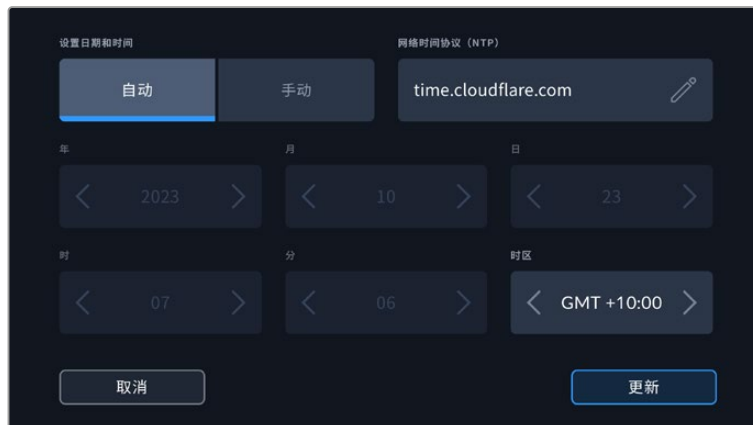 设置日期和时间 网络时间协议（NTP）
自动 手动 time.cloudflare.com
年 月 日
2023 10 23
时 分 时区
07 06 GMT +10:00
取消 更新